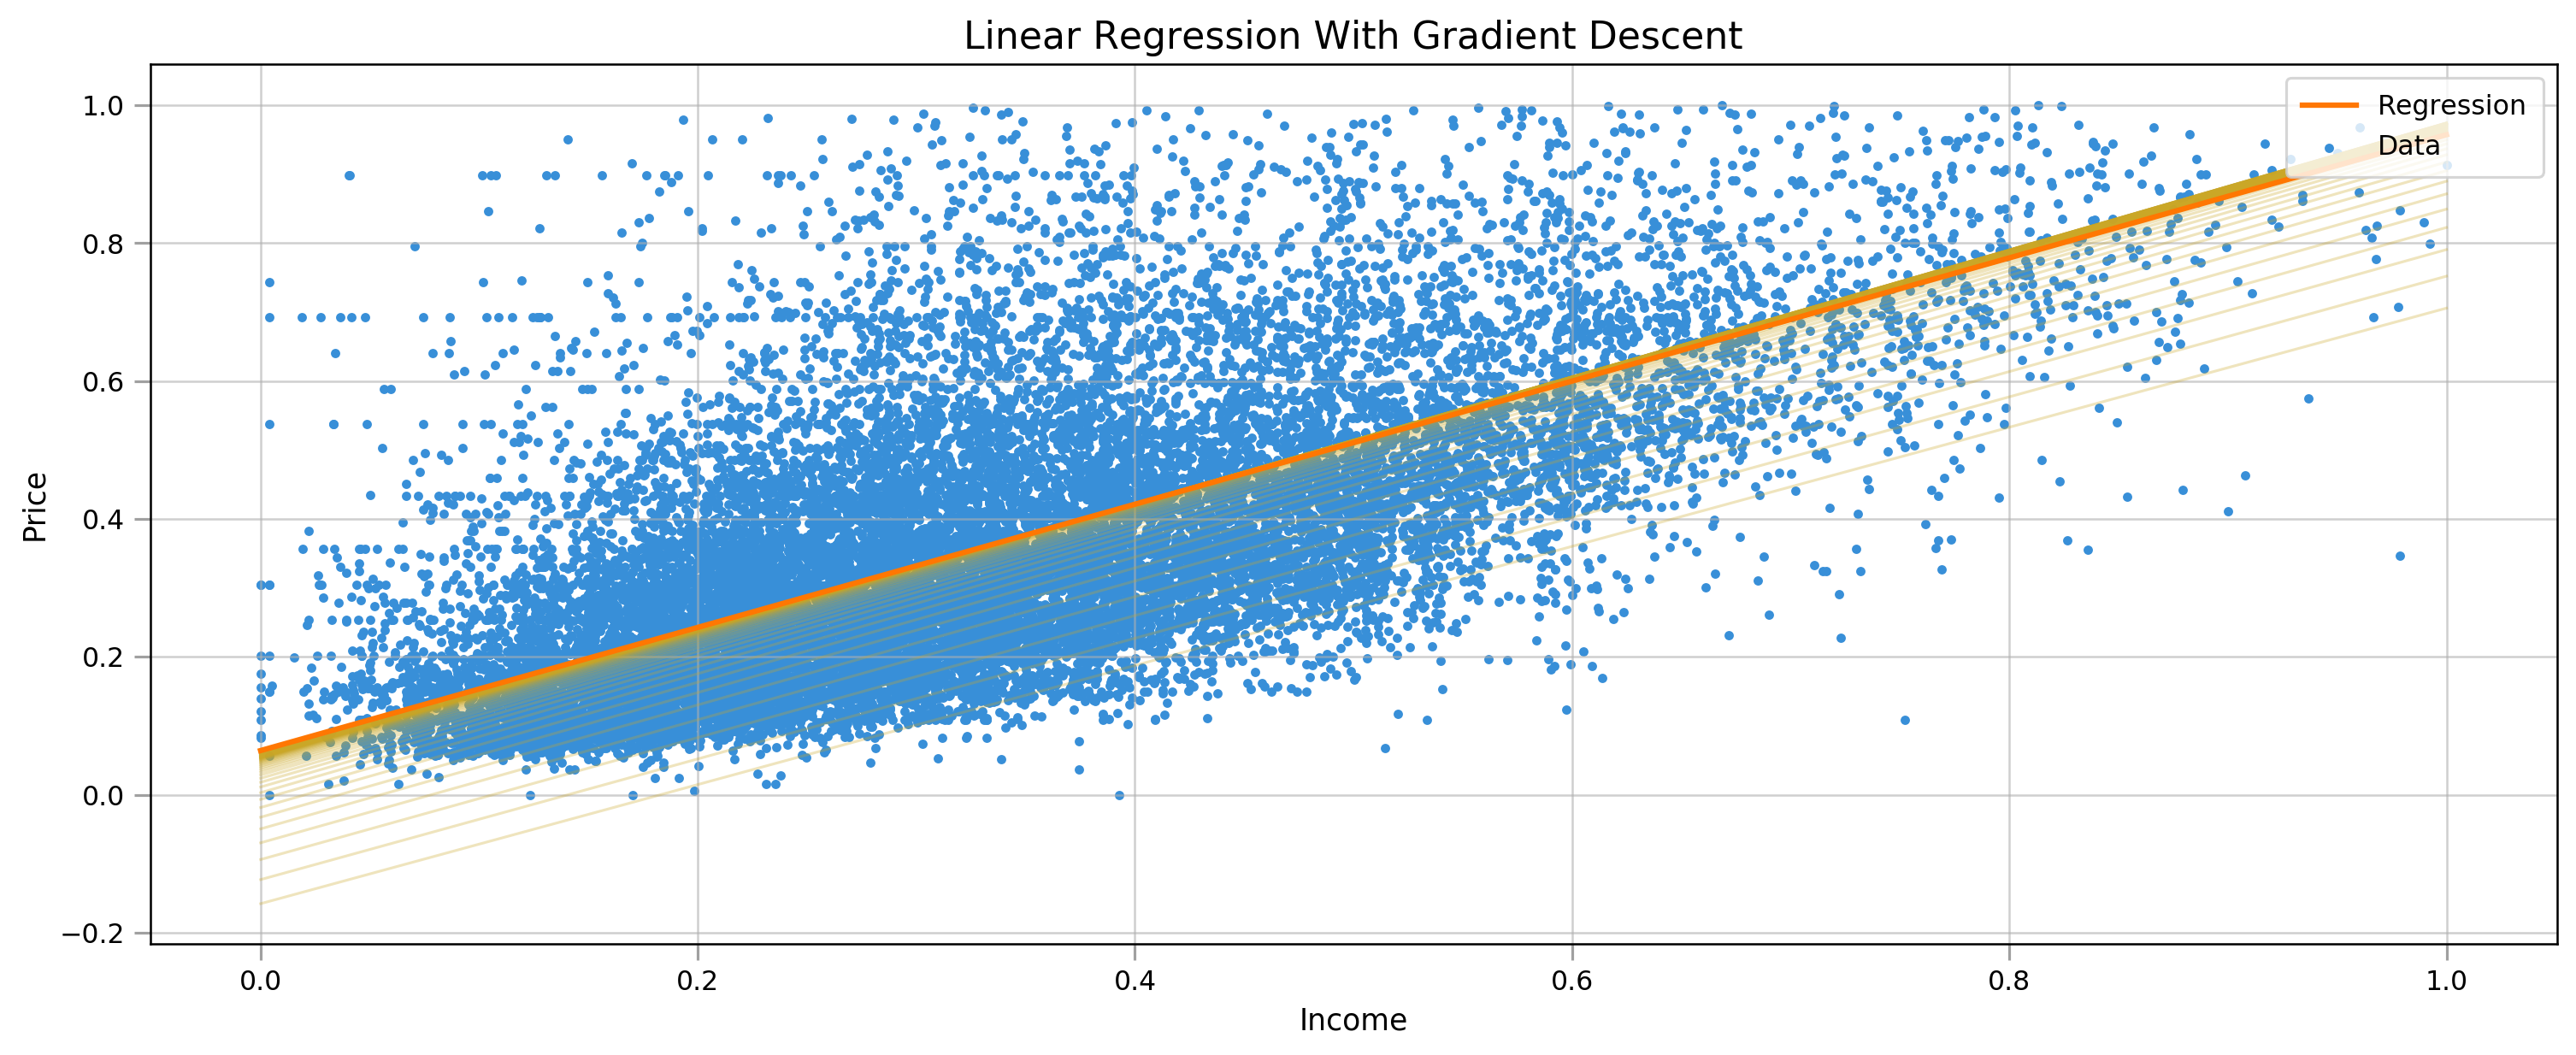 Linear Regression With Gradient Descent
Regression
Data
Price
1.0
0.8
0.6
0.4
0.2
0.0
−0.2
0.0 0.2 0.4 0.6 0.8 1.0
Income